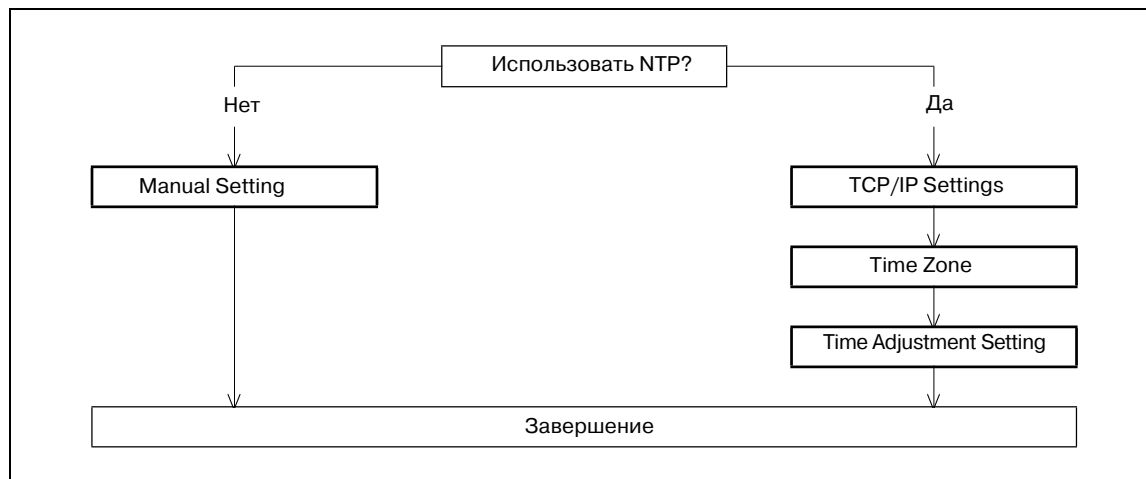 Использовать NTP?
Нет
Да
Manual Setting
TCP/IP Settings
Time Zone
Time Adjustment Setting
Завершение